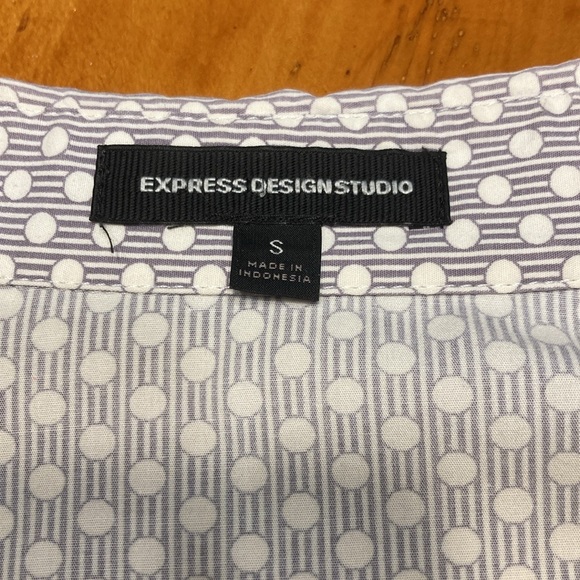 EXPRESS DESIGN STUDIO
S
MADE IN
INDONESIA